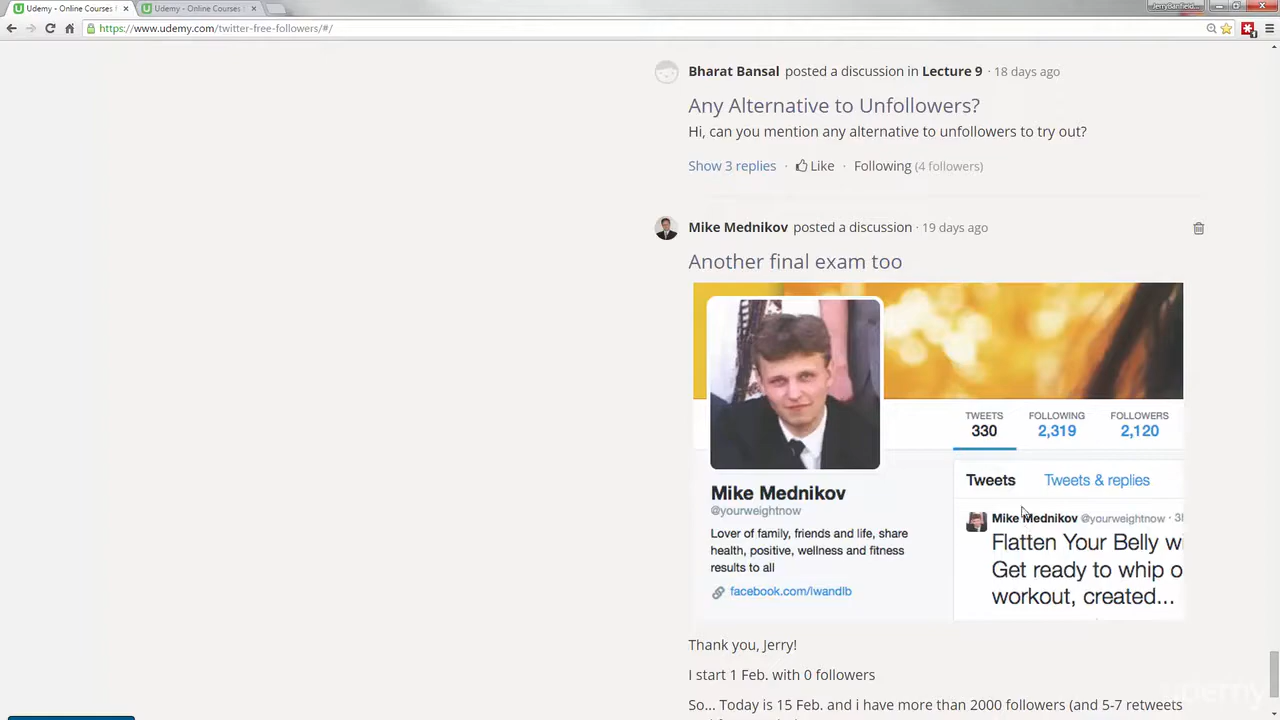 Udemy - Online Courses
Udemy - Online Courses
JerryBanfield...
https://www.udemy.com/twitter-free-followers/#/
Bharat Bansal posted a discussion in Lecture 9 · 18 days ago
Any Alternative to Unfollowers?
Hi, can you mention any alternative to unfollowers to try out?
Show 3 replies · Like · Following (4 followers)
Mike Mednikov posted a discussion · 19 days ago
Another final exam too
TWEETS FOLLOWING FOLLOWERS
330 2,319 2,120
Tweets Tweets & replies
Mike Mednikov
@yourweightnow
Lover of family, friends and life, share
health, positive, wellness and fitness
results to all
facebook.com/lwandlb
Mike Mednikov @yourweightnow · 3h
Flatten Your Belly wi
Get ready to whip o
workout, created...
Thank you, Jerry!
I start 1 Feb. with 0 followers
So... Today is 15 Feb. and i have more than 2000 followers (and 5-7 retweets
udemy